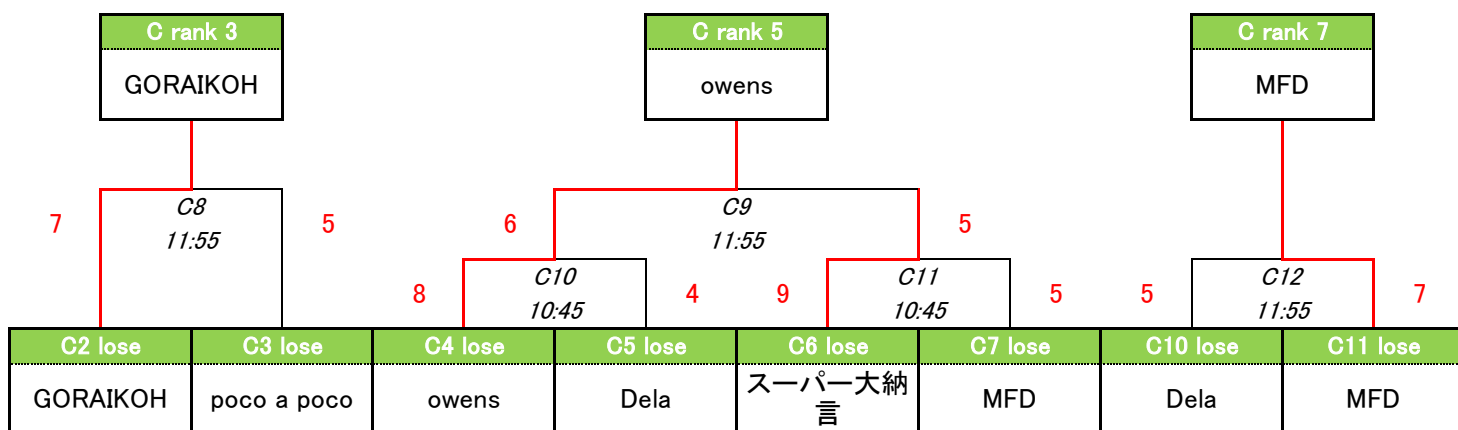 C rank 3
C rank 5
C rank 7
GORAIKOH
owens
MFD
7
C8
11:55
5
6
C9
11:55
5
8
C10
10:45
4
9
C11
10:45
5
5
C12
11:55
7
C2 lose
C3 lose
C4 lose
C5 lose
C6 lose
C7 lose
C10 lose
C11 lose
GORAIKOH
poco a poco
owens
Dela
スーパー大納
言
MFD
Dela
MFD